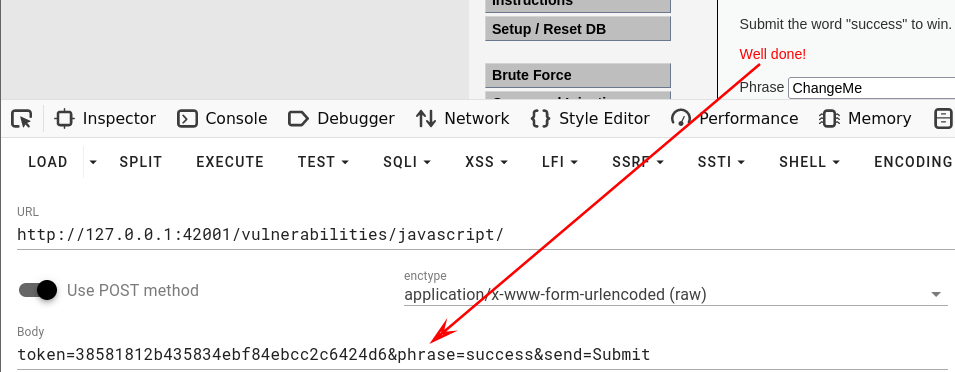 Instructions
Setup / Reset DB
Brute Force
Submit the word "success" to win.
Well done!
Phrase ChangeMe
Inspector Console Debugger Network Style Editor Performance Memory
LOAD SPLIT EXECUTE TEST SQLI XSS LFI SSRF SSTI SHELL ENCODING
URL
http://127.0.0.1:42001/vulnerabilities/javascript/
Use POST method
enctype
application/x-www-form-urlencoded (raw)
Body
token=38581812b435834ebf84ebcc2c6424d6&phrase=success&send=Submit